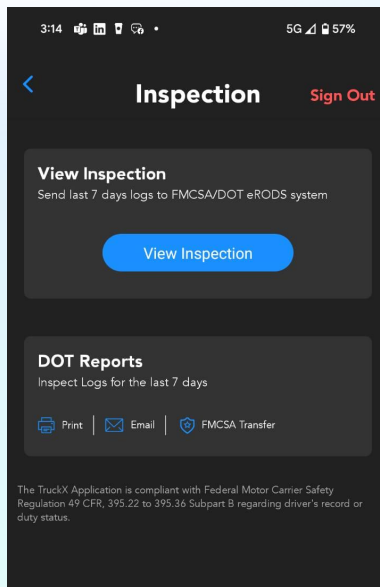 3:14 5G 57%
Inspection Sign Out
View Inspection
Send last 7 days logs to FMCSA/DOT eRODS system
View Inspection
DOT Reports
Inspect Logs for the last 7 days
Print Email FMCSA Transfer
The TruckX Application is compliant with Federal Motor Carrier Safety
Regulation 49 CFR, 395.22 to 395.36 Subpart B regarding driver's record or
duty status.